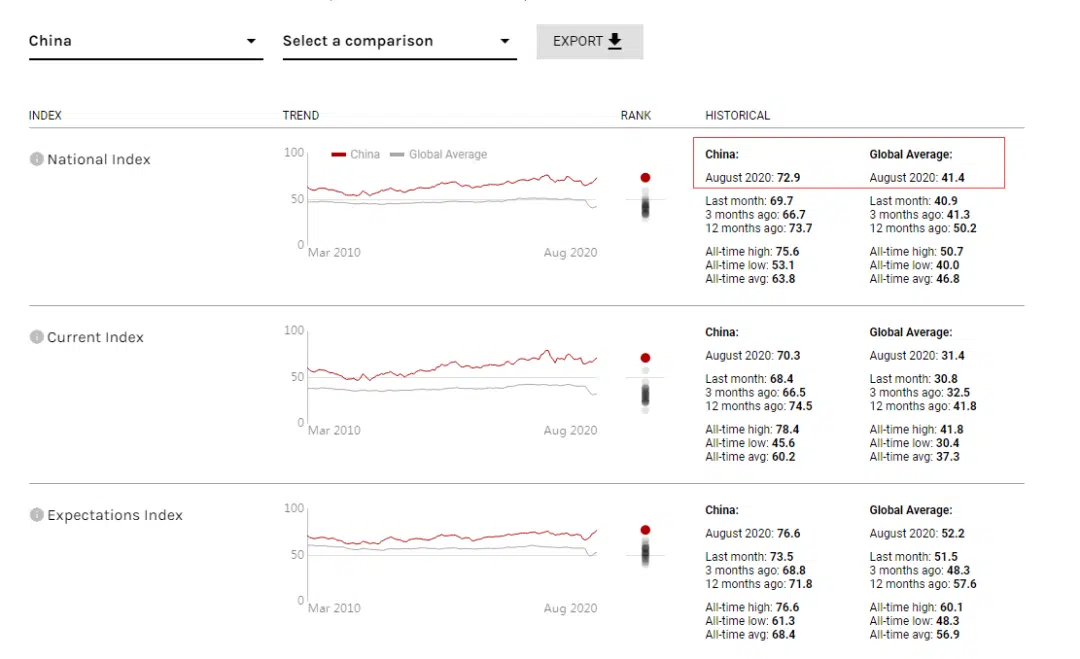 China
Select a comparison
EXPORT
INDEX
TREND
RANK
HISTORICAL
National Index
100
China
Global Average
50
0
Mar 2010
Aug 2020
China:
August 2020: 72.9
Last month: 69.7
3 months ago: 66.7
12 months ago: 73.7
All-time high: 75.6
All-time low: 53.1
All-time avg: 63.8
Global Average:
August 2020: 41.4
Last month: 40.9
3 months ago: 41.3
12 months ago: 50.2
All-time high: 50.7
All-time low: 40.0
All-time avg: 46.8
Current Index
100
50
0
Mar 2010
Aug 2020
China:
August 2020: 70.3
Last month: 68.4
3 months ago: 66.5
12 months ago: 74.5
All-time high: 78.4
All-time low: 45.6
All-time avg: 60.2
Global Average:
August 2020: 31.4
Last month: 30.8
3 months ago: 32.5
12 months ago: 41.8
All-time high: 41.8
All-time low: 30.4
All-time avg: 37.3
Expectations Index
100
50
0
Mar 2010
Aug 2020
China:
August 2020: 76.6
Last month: 73.5
3 months ago: 68.8
12 months ago: 71.8
All-time high: 76.6
All-time low: 61.3
All-time avg: 68.4
Global Average:
August 2020: 52.2
Last month: 51.5
3 months ago: 48.3
12 months ago: 57.6
All-time high: 60.1
All-time low: 48.3
All-time avg: 56.9